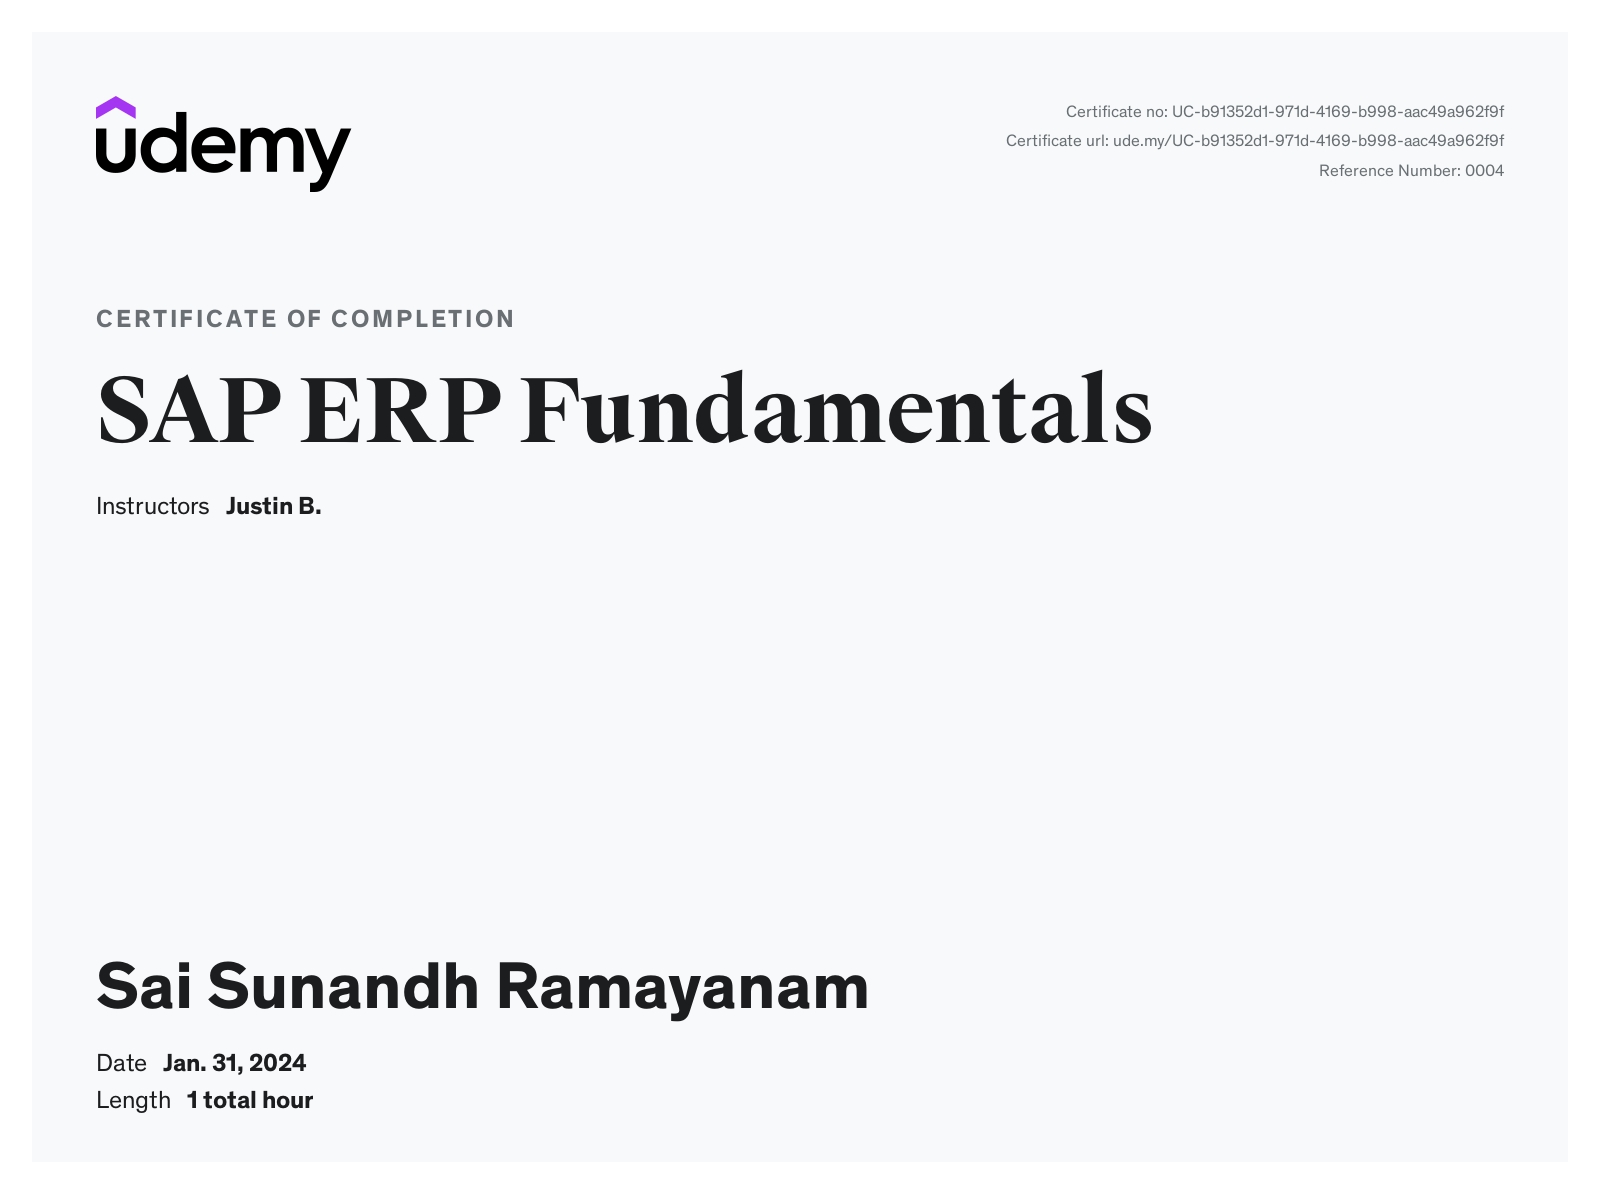 udemy
Certificate no: UC-b91352d1-971d-4169-b998-aac49a962f9f
Certificate url: ude.my/UC-b91352d1-971d-4169-b998-aac49a962f9f
Reference Number: 0004
CERTIFICATE OF COMPLETION
SAP ERP Fundamentals
Instructors Justin B.
Sai Sunandh Ramayanam
Date Jan. 31, 2024
Length 1 total hour